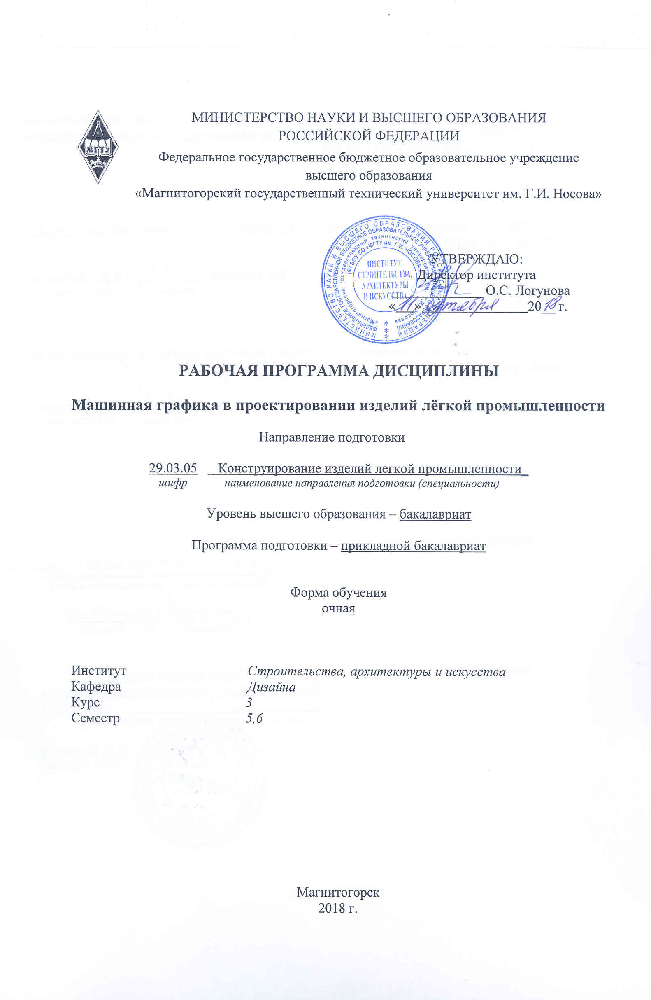 МГТУ
МИНИСТЕРСТВО НАУКИ И ВЫСШЕГО ОБРАЗОВАНИЯ
РОССИЙСКОЙ ФЕДЕРАЦИИ
Федеральное государственное бюджетное образовательное учреждение
высшего образования
«Магнитогорский государственный технический университет им. Г.И. Носова»
МИНИСТЕРСТВО НАУКИ И ВЫСШЕГО ОБРАЗОВАНИЯ РОССИЙСКОЙ ФЕДЕРАЦИИ
ФЕДЕРАЛЬНОЕ ГОСУДАРСТВЕННОЕ БЮДЖЕТНОЕ ОБРАЗОВАТЕЛЬНОЕ УЧРЕЖДЕНИЕ ВЫСШЕГО ОБРАЗОВАНИЯ
«Магнитогорский государственный технический университет им. Г.И. Носова»
(ФГБОУ ВО «МГТУ им. Г.И. НОСОВА»)
ИНСТИТУТ
СТРОИТЕЛЬСТВА,
АРХИТЕКТУРЫ
И ИСКУССТВА
УТВЕРЖДАЮ:
Директор института
О.С. Логунова
«11» октября 2018 г.
РАБОЧАЯ ПРОГРАММА ДИСЦИПЛИНЫ
Машинная графика в проектировании изделий лёгкой промышленности
Направление подготовки
29.03.05 Конструирование изделий легкой промышленности
шифр наименование направления подготовки (специальности)
Уровень высшего образования – бакалавриат
Программа подготовки – прикладной бакалавриат
Форма обучения
очная
Институт Строительства, архитектуры и искусства
Кафедра Дизайна
Курс 3
Семестр 5,6
Магнитогорск
2018 г.